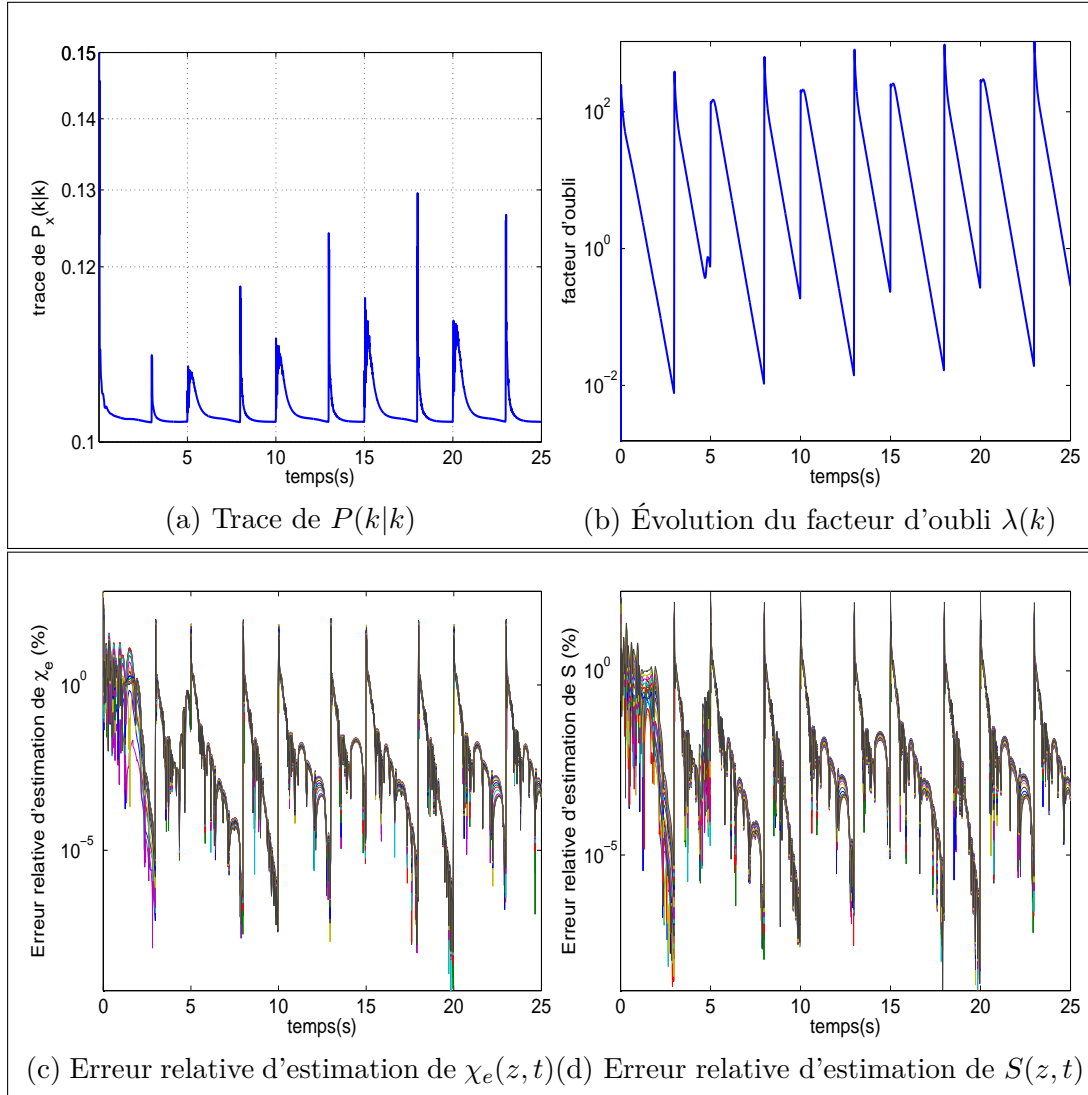 0.15
0.14
0.13
0.12
0.1
trace de P_x(k|k)
5 10 15 20 25
temps(s)
(a) Trace de P(k|k)
10^2
10^0
10^−2
facteur d'oubli
0 5 10 15 20 25
temps(s)
(b) Évolution du facteur d'oubli λ(k)
10^0
10^−5
Erreur relative d'estimation de χ_e (%)
0 5 10 15 20 25
temps(s)
(c) Erreur relative d'estimation de χ_e(z, t)
10^0
10^−5
Erreur relative d'estimation de S (%)
0 5 10 15 20 25
temps(s)
(d) Erreur relative d'estimation de S(z, t)